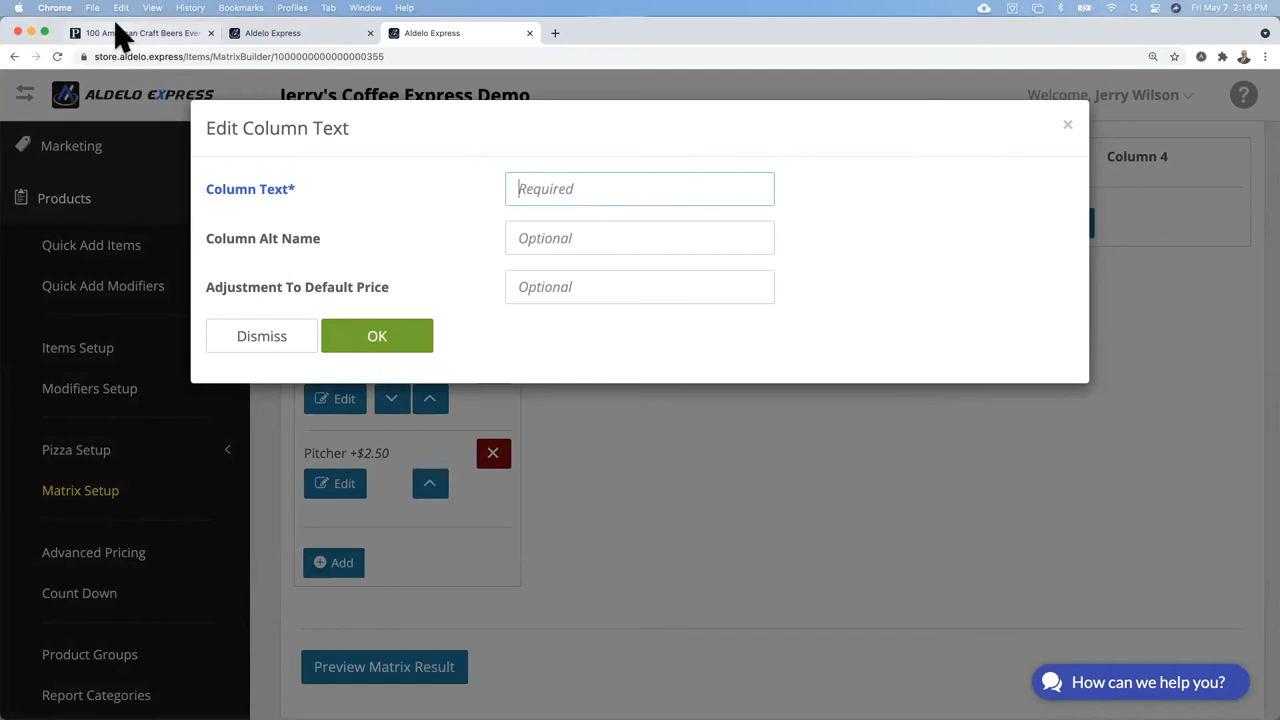 Chrome File Edit View History Bookmarks Profiles Tab Window Help Fri May 7 2:16 PM
100 American Craft Beers Eve Aldelo Express Aldelo Express
store.aldelo.express/Items/MatrixBuilder/1000000000000000355
ALDELO EXPRESS Jerry's Coffee Express Demo Welcome, Jerry Wilson ?
Edit Column Text
Marketing
Column 4
Column Text* Required
Products
Column Alt Name Optional
Quick Add Items
Quick Add Modifiers
Adjustment To Default Price Optional
Dismiss OK
Items Setup
Modifiers Setup
Edit
Pizza Setup
Pitcher +$2.50
Edit
Matrix Setup
Advanced Pricing
Add
Count Down
Product Groups
Preview Matrix Result
How can we help you?
Report Categories